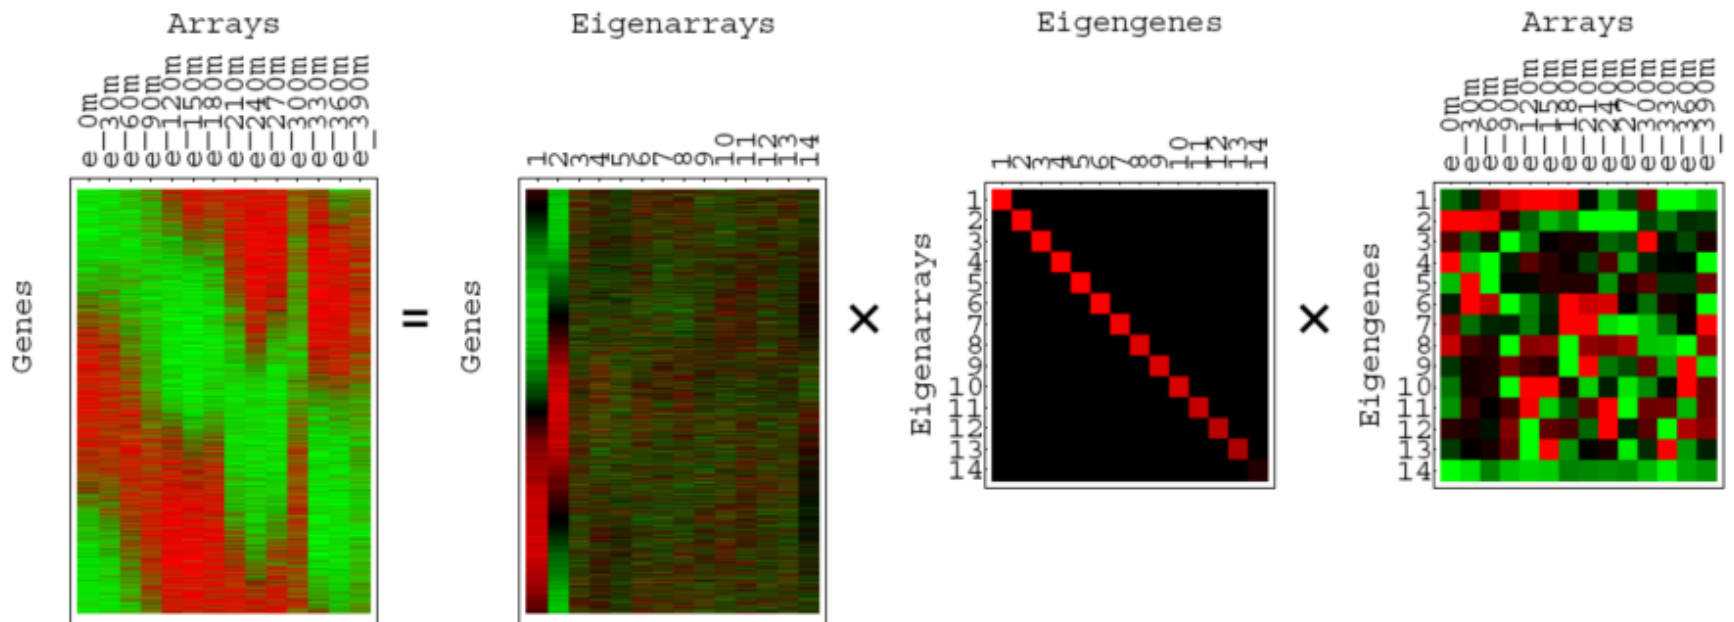 Arrays
e_0m
e_30m
e_60m
e_90m
e_120m
e_150m
e_180m
e_210m
e_240m
e_270m
e_300m
e_330m
e_360m
e_390m
Genes
=
Eigenarrays
1
2
3
4
5
6
7
8
9
10
11
12
13
14
Genes
×
Eigengenes
1
2
3
4
5
6
7
8
9
10
11
12
13
14
Eigenarrays
1
2
3
4
5
6
7
8
9
10
11
12
13
14
×
Arrays
e_0m
e_30m
e_60m
e_90m
e_120m
e_150m
e_180m
e_210m
e_240m
e_270m
e_300m
e_330m
e_360m
e_390m
Eigengenes
1
2
3
4
5
6
7
8
9
10
11
12
13
14